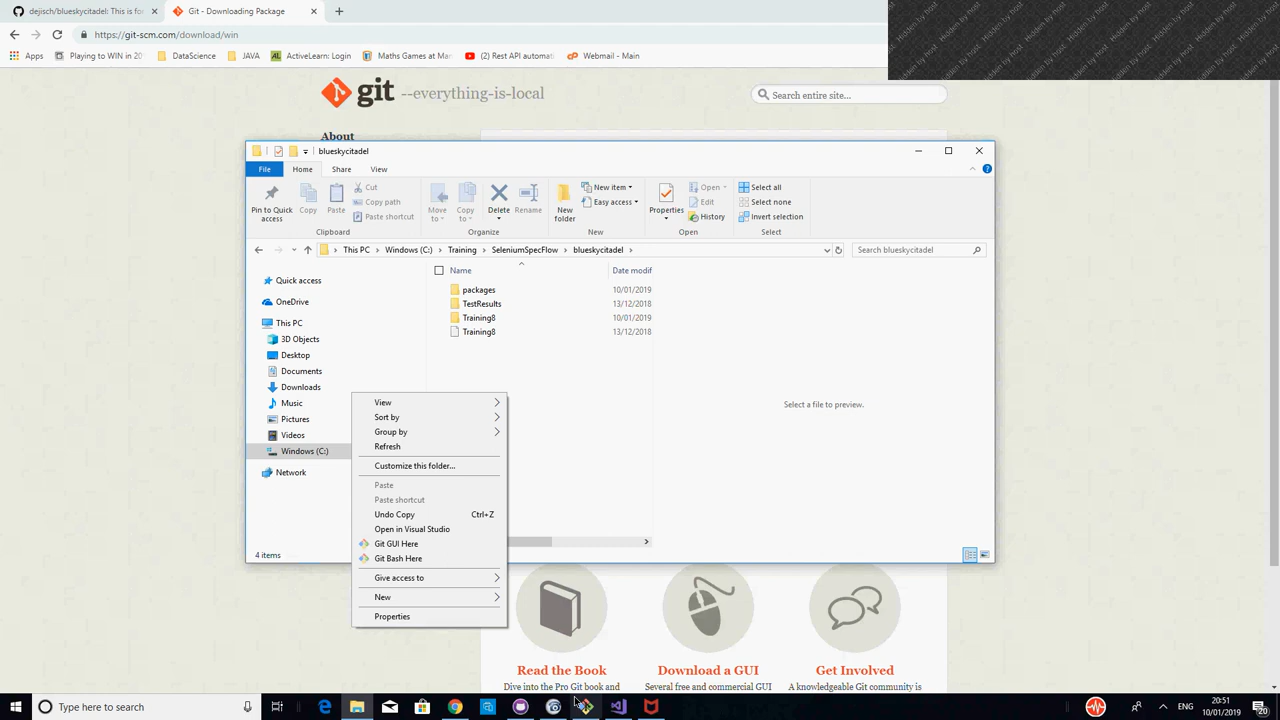 dejisch/blueskycitadel: This is for
Git - Downloading Package
https://git-scm.com/download/win
Apps
Playing to WIN in 20
DataScience
JAVA
ActiveLearn: Login
Maths Games at Ma
(2) Rest API automat
Webmail - Main
Hidden by host
git --everything-is-local
Search entire site...
About
blueskycitadel
File
Home
Share
View
Pin to Quick access
Copy
Paste
Cut
Copy path
Paste shortcut
Move to
Copy to
Delete
Rename
New folder
New item
Easy access
Properties
Open
Edit
History
Select all
Select none
Invert selection
Clipboard
Organize
New
Open
Select
This PC
Windows (C:)
Training
SeleniumSpecFlow
blueskycitadel
Search blueskycitadel
Name
Date modif
Quick access
OneDrive
This PC
3D Objects
Desktop
Documents
Downloads
Music
Pictures
Videos
Windows (C:)
Network
packages 10/01/2019
TestResults 13/12/2018
Training8 10/01/2019
Training8 13/12/2018
Select a file to preview.
View
Sort by
Group by
Refresh
Customize this folder...
Paste
Paste shortcut
Undo Copy Ctrl+Z
Open in Visual Studio
Git GUI Here
Git Bash Here
Give access to
New
Properties
4 items
Read the Book
Dive into the Pro Git book and
Download a GUI
Several free and commercial GUI
Get Involved
A knowledgeable Git community is
Type here to search
20:51
10/01/2019
20